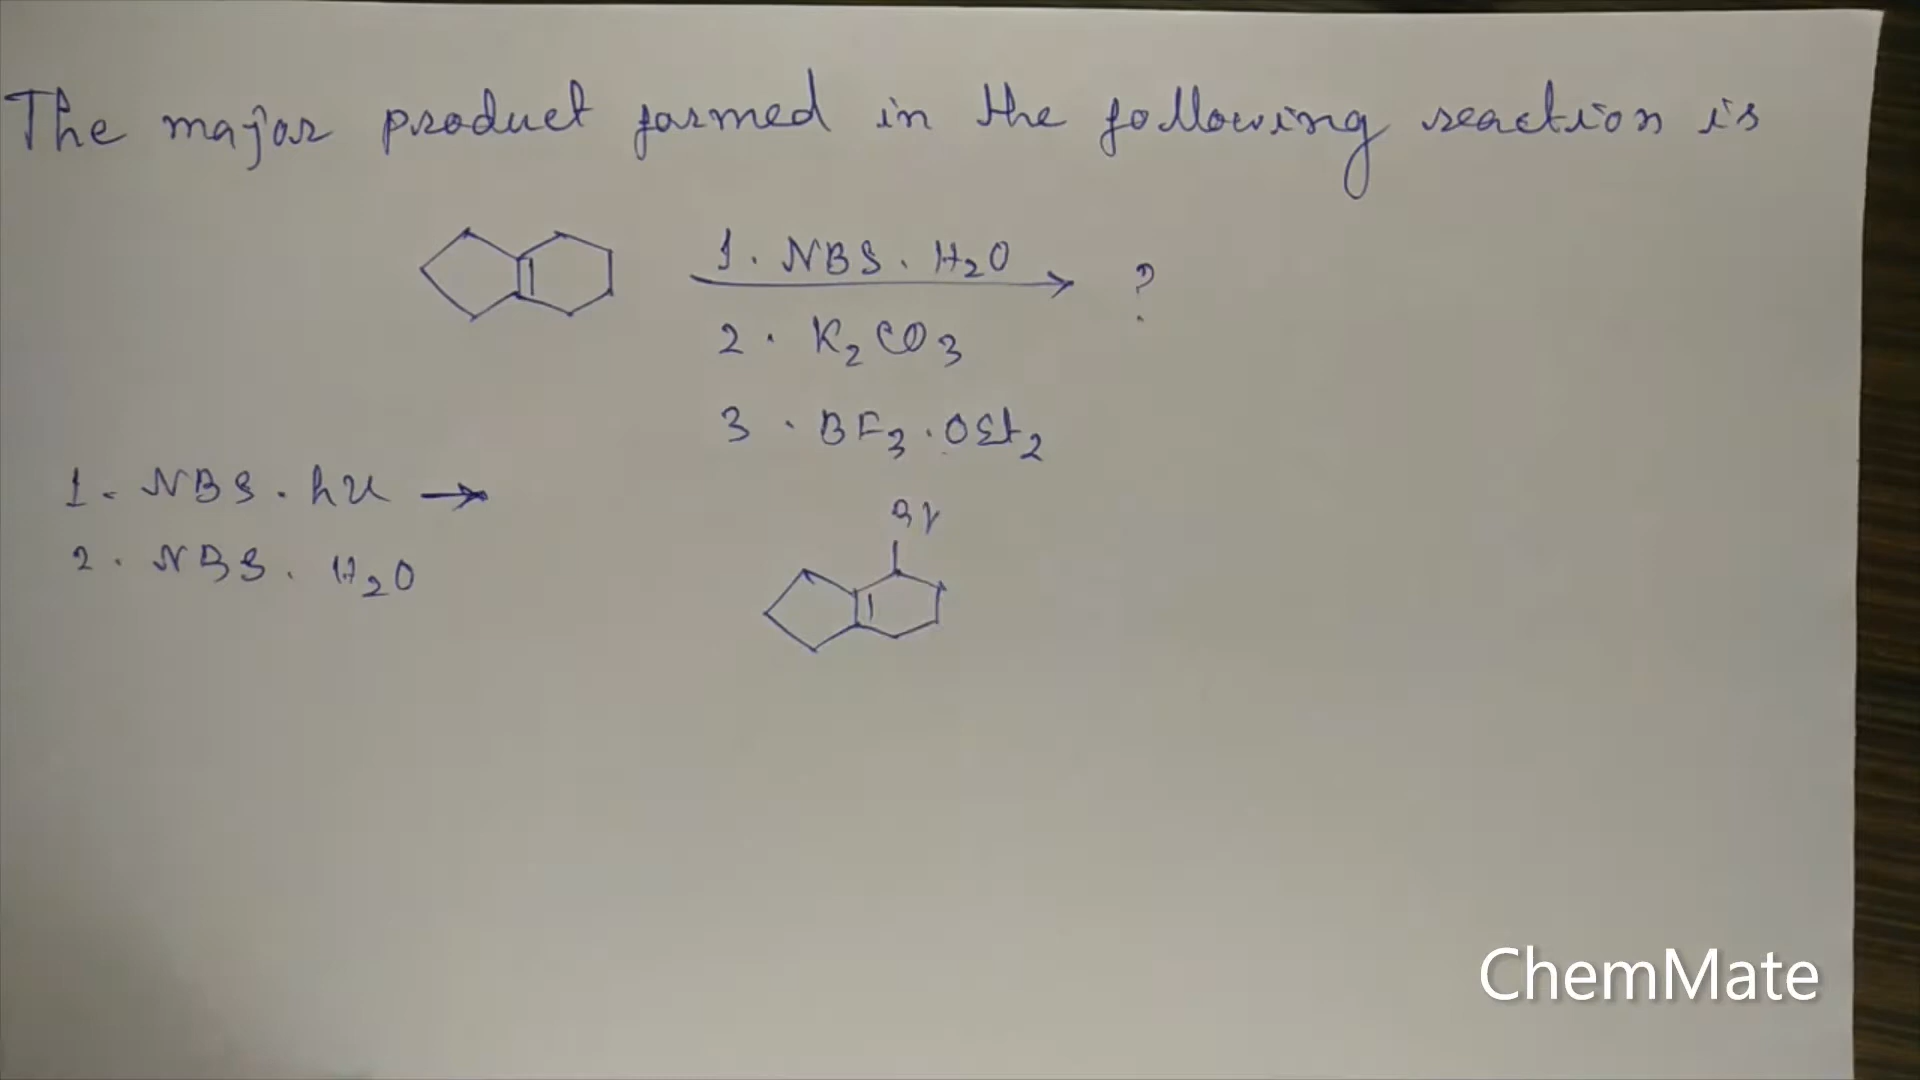 The major product formed in the following reaction is
1. NBS. H2O
?
2. K2CO3
3. BF3.OEt2
1. NBS. hν →
2. NBS. H2O
Br
ChemMate